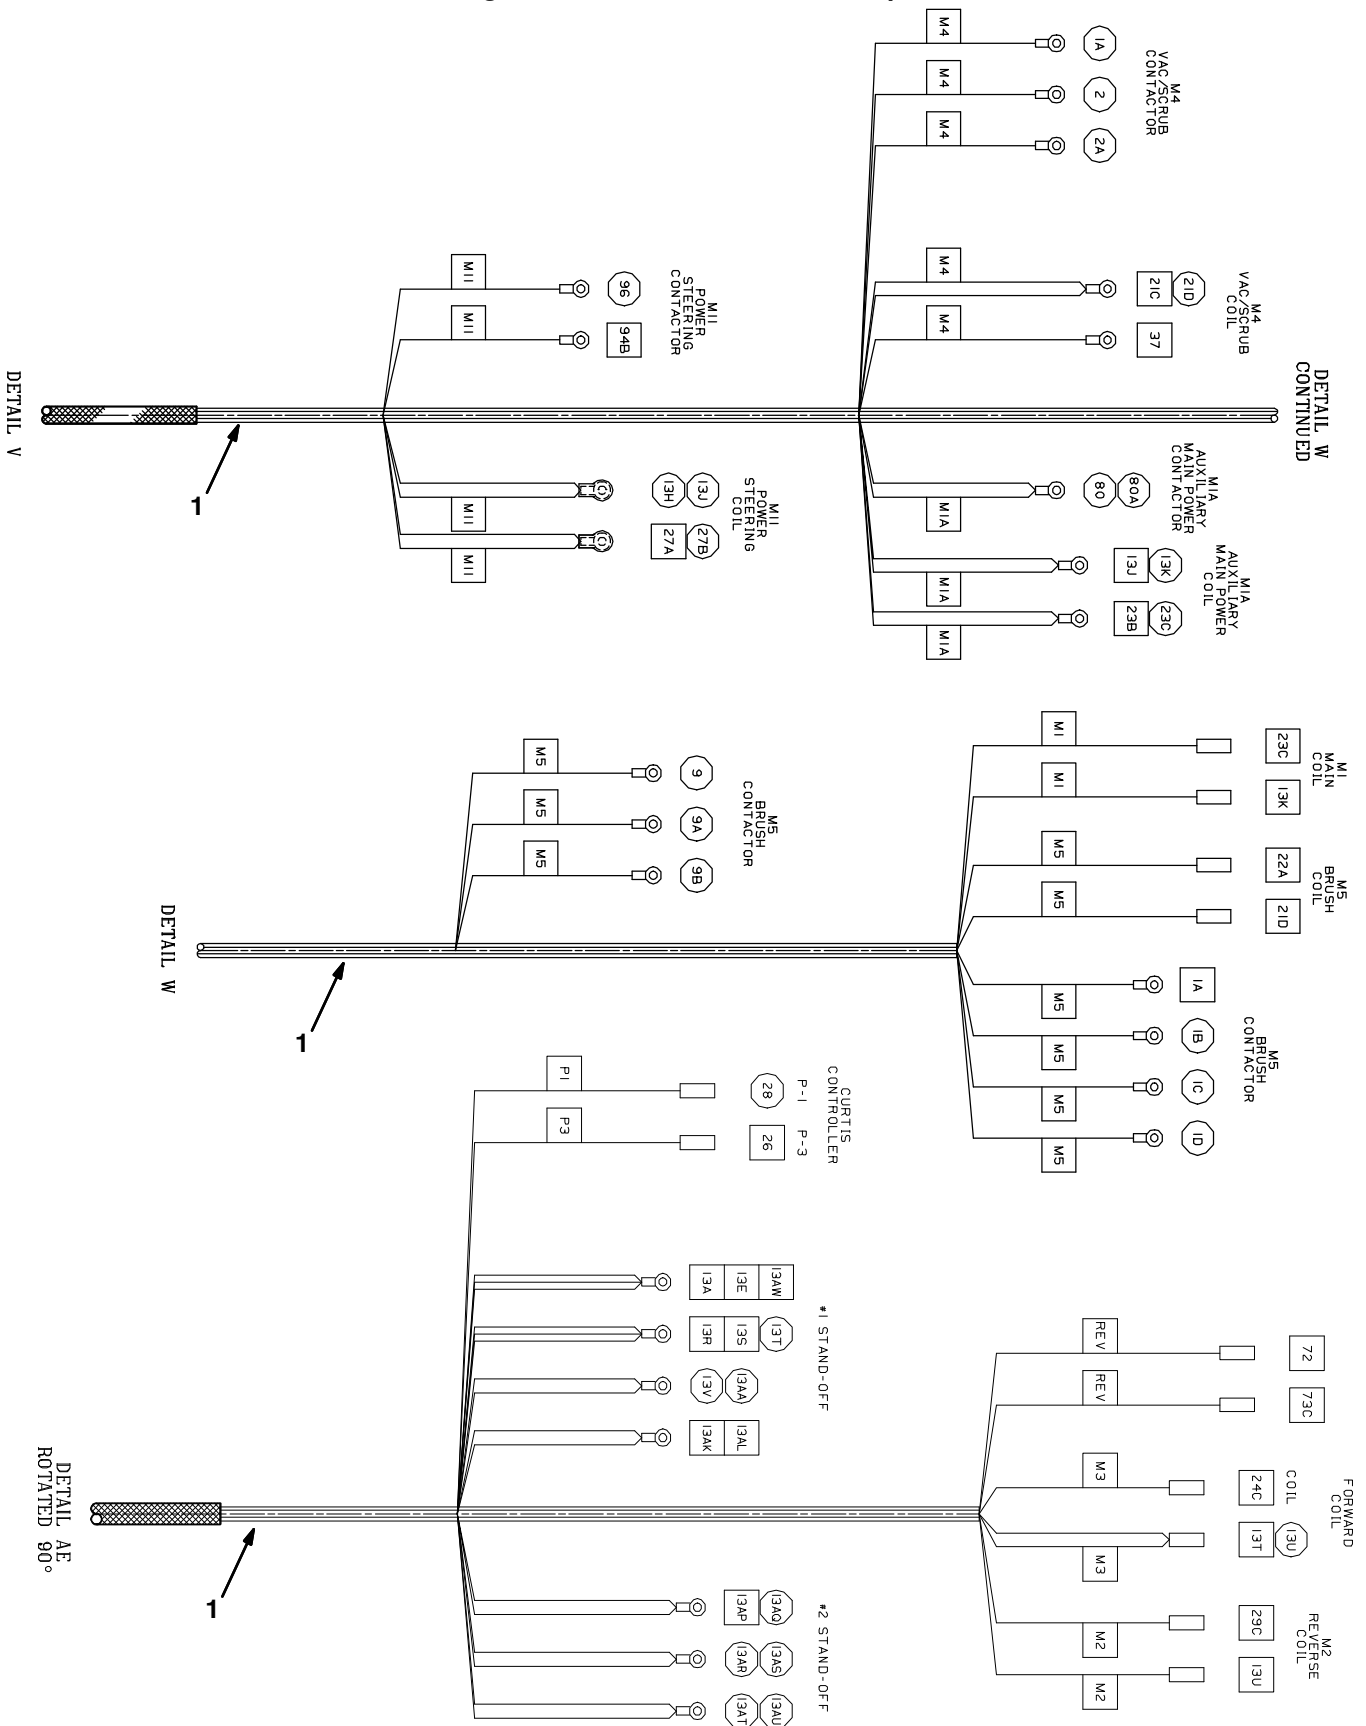 M4
VAC/SCRUB
CONTACTOR
1A
2
2A
M4
M4
M4
M4
VAC/SCRUB
COIL
21C
21D
37
M4
M4
DETAIL W
CONTINUED
M11
POWER
STEERING
CONTACTOR
96
94B
M11
M11
DETAIL V
1
M11
POWER
STEERING
COIL
13H
13J
27A
27B
M11
M11
M1A
AUXILIARY
MAIN POWER
CONTACTOR
80
80A
M1A
M1A
AUXILIARY
MAIN POWER
COIL
13J
13K
23B
23C
M1A
M1A
M1
MAIN
COIL
23C
13K
M1
M1
M5
BRUSH
COIL
22A
21D
M5
M5
M5
BRUSH
CONTACTOR
9
9A
9B
M5
M5
M5
DETAIL W
1
M5
BRUSH
CONTACTOR
1A
1B
1C
1D
M5
M5
M5
M5
CURTIS
CONTROLLER
P-1
P-3
28
26
P1
P3
#1 STAND-OFF
13A
13E
13AW
13R
13S
13T
13V
13AA
13AK
13AL
72
73C
REV
REV
FORWARD
COIL
COIL
24C
13T
13U
M3
M3
M2
REVERSE
COIL
29C
13U
M2
M2
DETAIL AE
ROTATED 90°
1
#2 STAND-OFF
13AP
13AQ
13AR
13AS
13AT
13AU